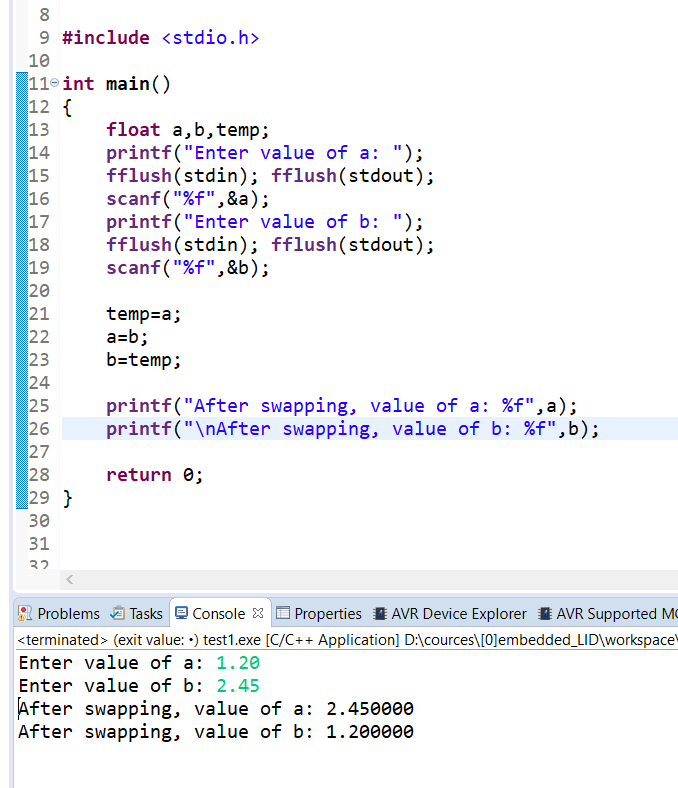 8
9 #include <stdio.h>
10
11 int main()
12 {
13     float a,b,temp;
14     printf("Enter value of a: ");
15     fflush(stdin); fflush(stdout);
16     scanf("%f",&a);
17     printf("Enter value of b: ");
18     fflush(stdin); fflush(stdout);
19     scanf("%f",&b);
20
21     temp=a;
22     a=b;
23     b=temp;
24
25     printf("After swapping, value of a: %f",a);
26     printf("\nAfter swapping, value of b: %f",b);
27
28     return 0;
29 }
30
31
32
Problems Tasks Console Properties AVR Device Explorer AVR Supported MC
<terminated> (exit value: •) test1.exe [C/C++ Application] D:\cources\[0]embedded_LID\workspace\
Enter value of a: 1.20
Enter value of b: 2.45
After swapping, value of a: 2.450000
After swapping, value of b: 1.200000